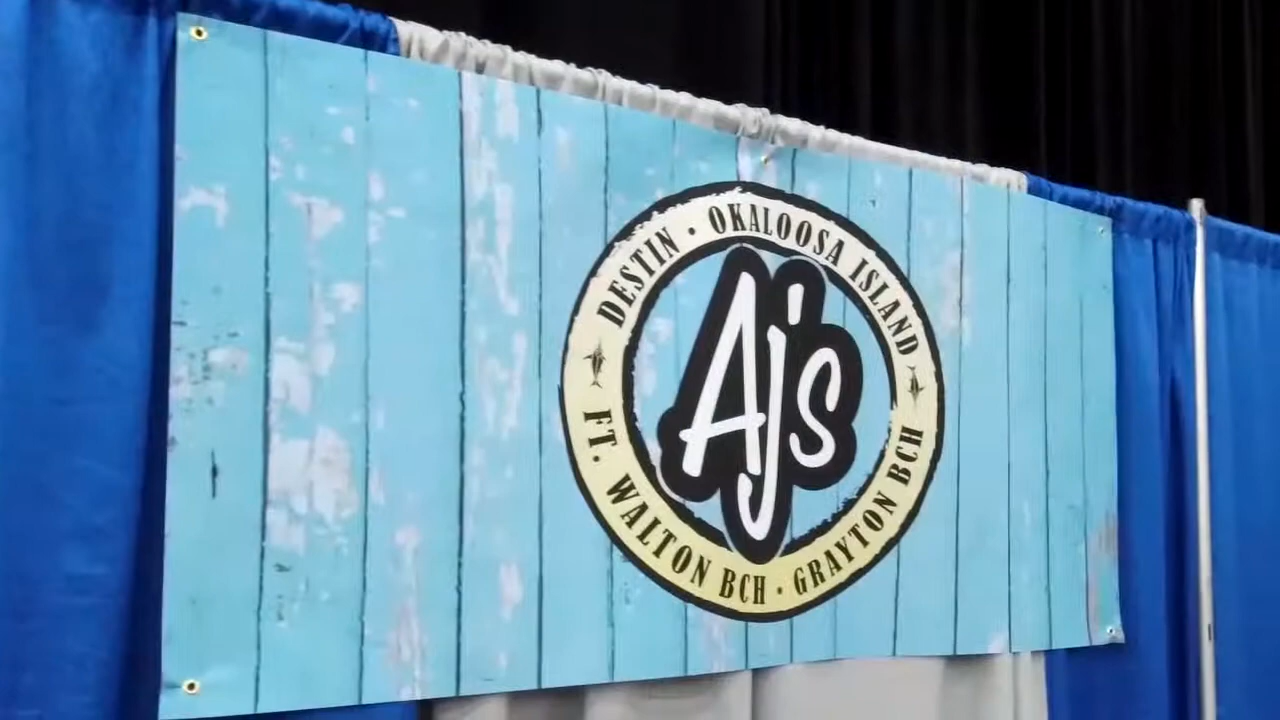 DESTIN • OKALOOSA ISLAND
Aj's
FT. WALTON BCH • GRAYTON BCH